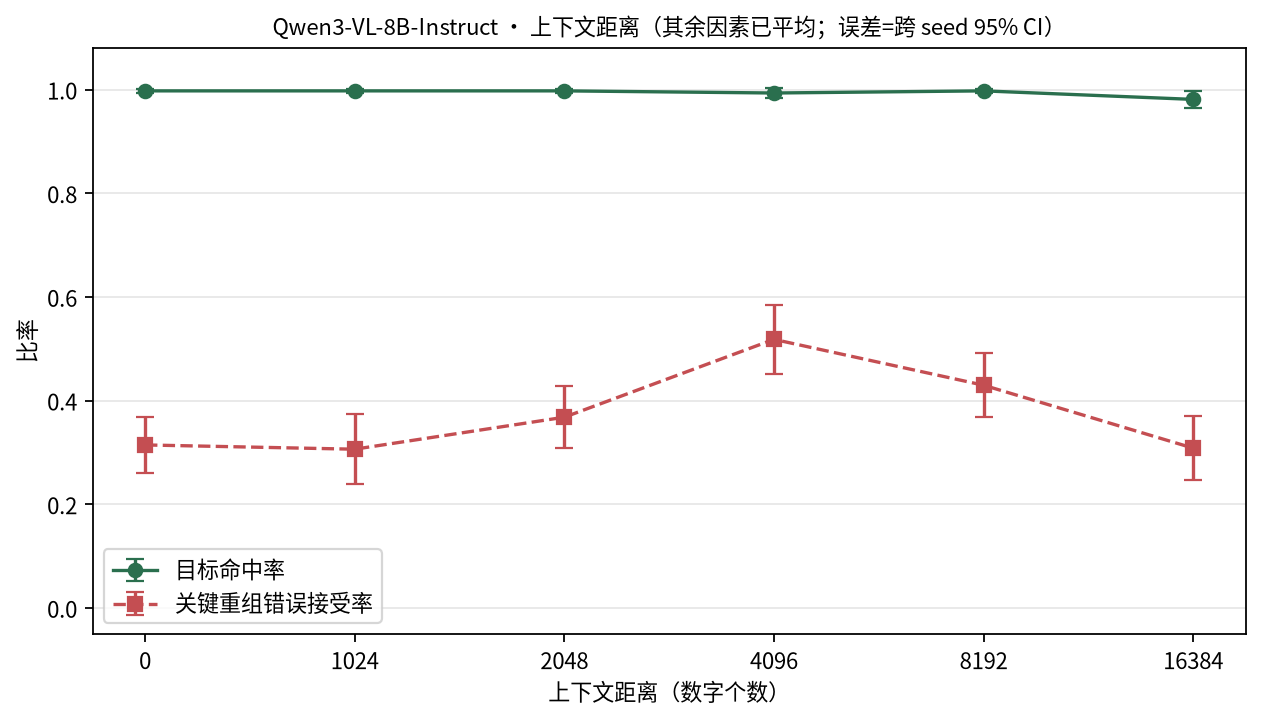 Qwen3-VL-8B-Instruct · 上下文距离（其余因素已平均；误差=跨 seed 95% CI）
1.0
0.8
0.6
0.4
0.2
0.0
比率
目标命中率
关键重组错误接受率
0 1024 2048 4096 8192 16384
上下文距离（数字个数）